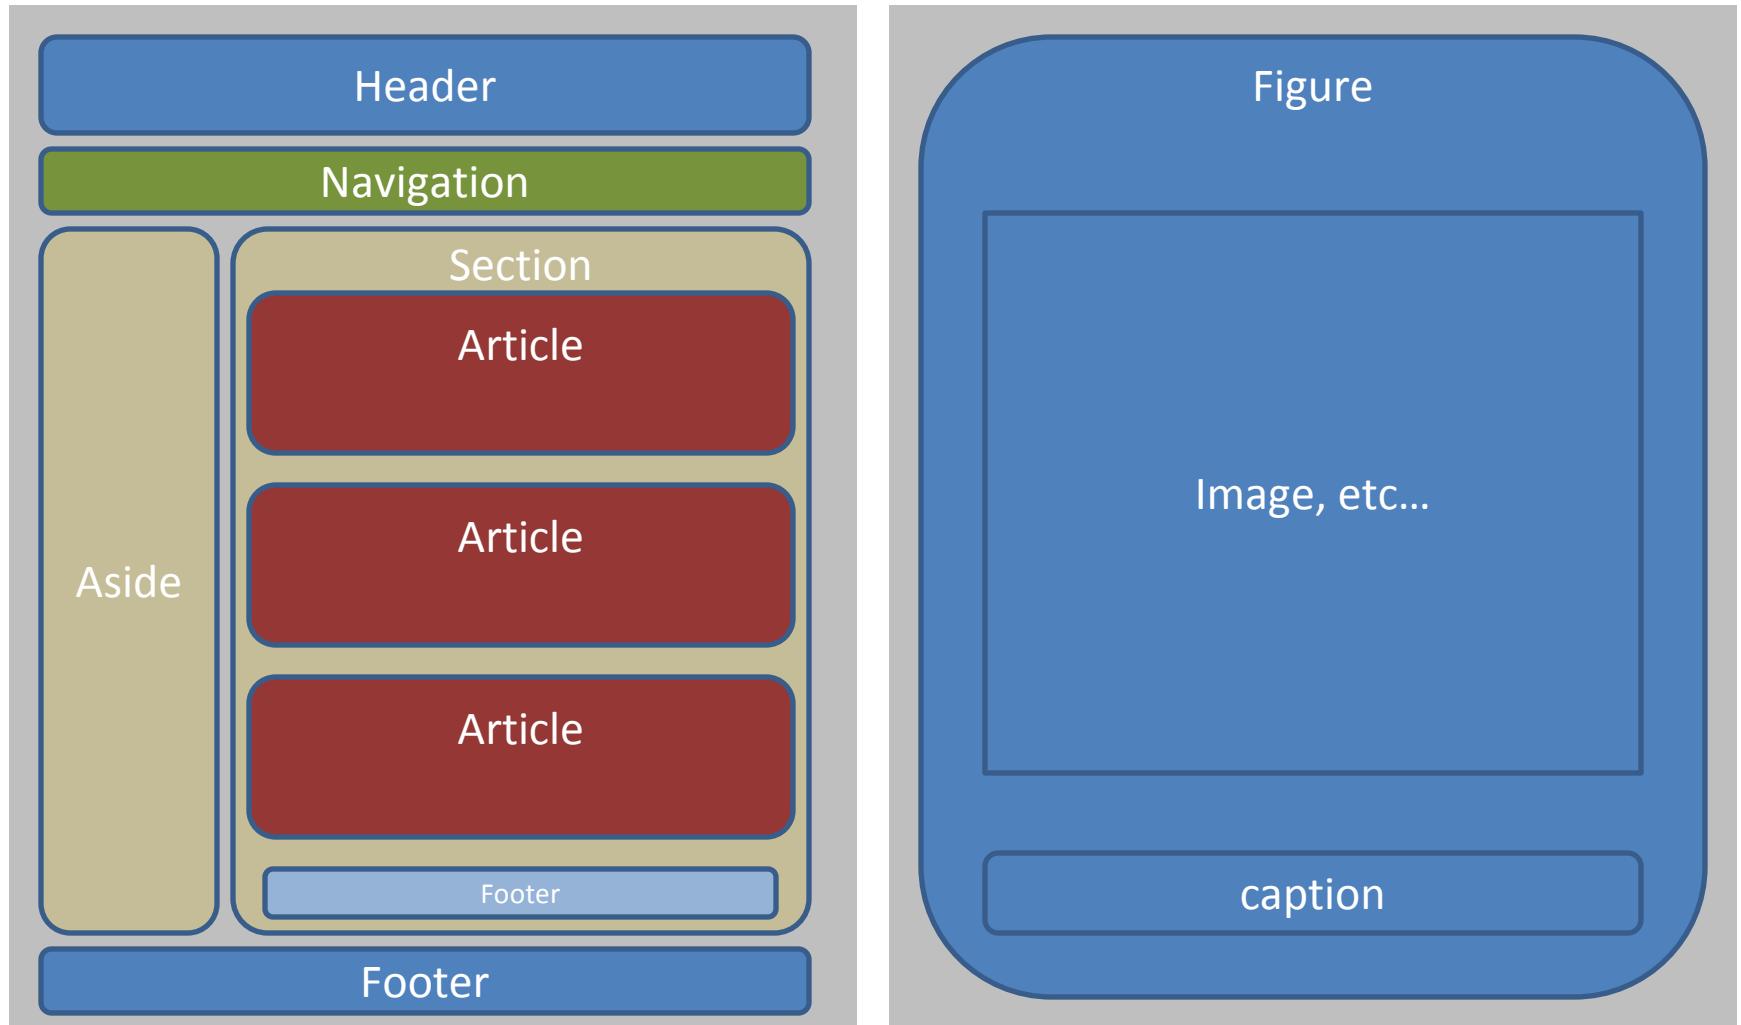 Header
Navigation
Aside
Section
Article
Article
Article
Footer
Footer
Figure
Image, etc…
caption